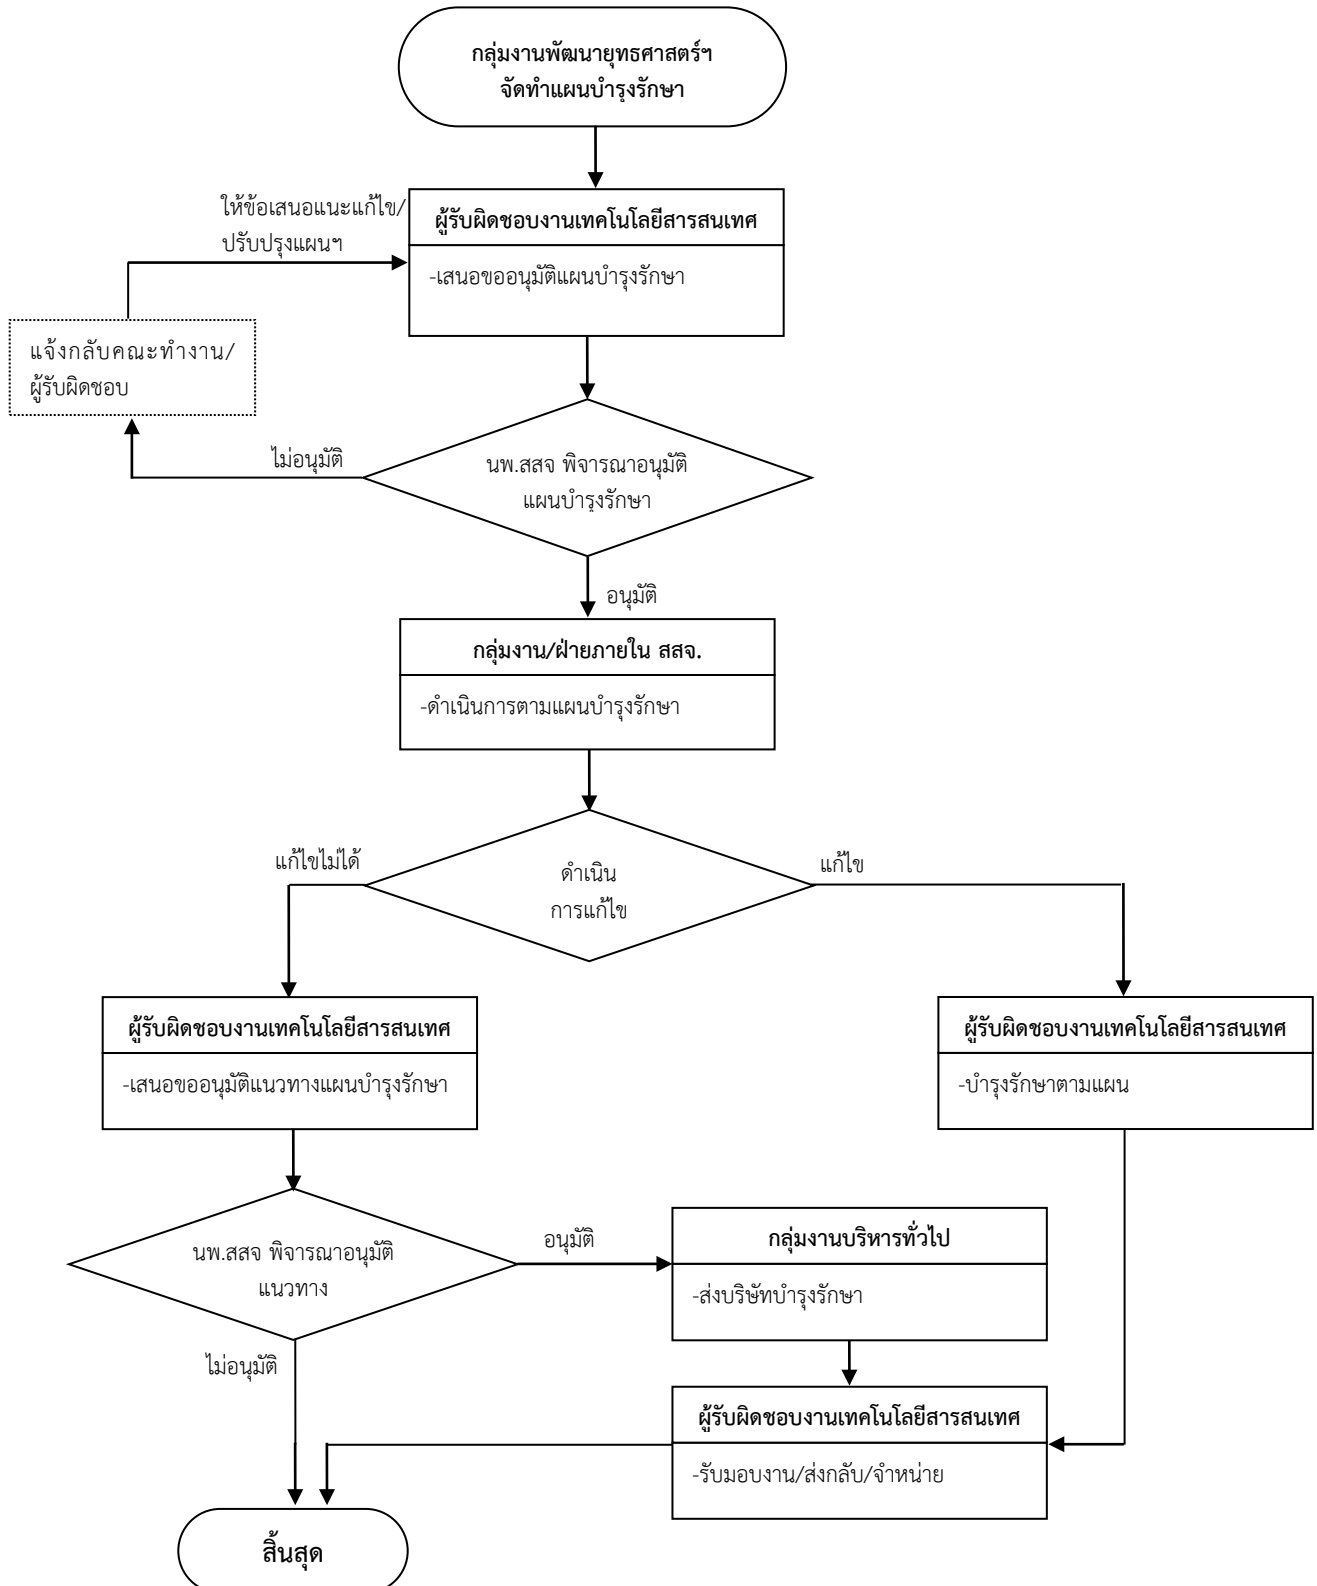 กลุ่มงานพัฒนายุทธศาสตร์ฯ
จัดทำแผนบำรุงรักษา
ให้ข้อเสนอแนะแก้ไข/
ปรับปรุงแผนฯ
ผู้รับผิดชอบงานเทคโนโลยีสารสนเทศ
-เสนอขออนุมัติแผนบำรุงรักษา
แจ้งกลับคณะทำงาน/
ผู้รับผิดชอบ
ไม่อนุมัติ
นพ.สสจ พิจารณาอนุมัติ
แผนบำรุงรักษา
อนุมัติ
กลุ่มงาน/ฝ่ายภายใน สสจ.
-ดำเนินการตามแผนบำรุงรักษา
แก้ไขไม่ได้
ดำเนิน
การแก้ไข
แก้ไข
ผู้รับผิดชอบงานเทคโนโลยีสารสนเทศ
-เสนอขออนุมัติแนวทางแผนบำรุงรักษา
ผู้รับผิดชอบงานเทคโนโลยีสารสนเทศ
-บำรุงรักษาตามแผน
นพ.สสจ พิจารณาอนุมัติ
แนวทาง
อนุมัติ
กลุ่มงานบริหารทั่วไป
-ส่งบริษัทบำรุงรักษา
ไม่อนุมัติ
ผู้รับผิดชอบงานเทคโนโลยีสารสนเทศ
-รับมอบงาน/ส่งกลับ/จำหน่าย
สิ้นสุด